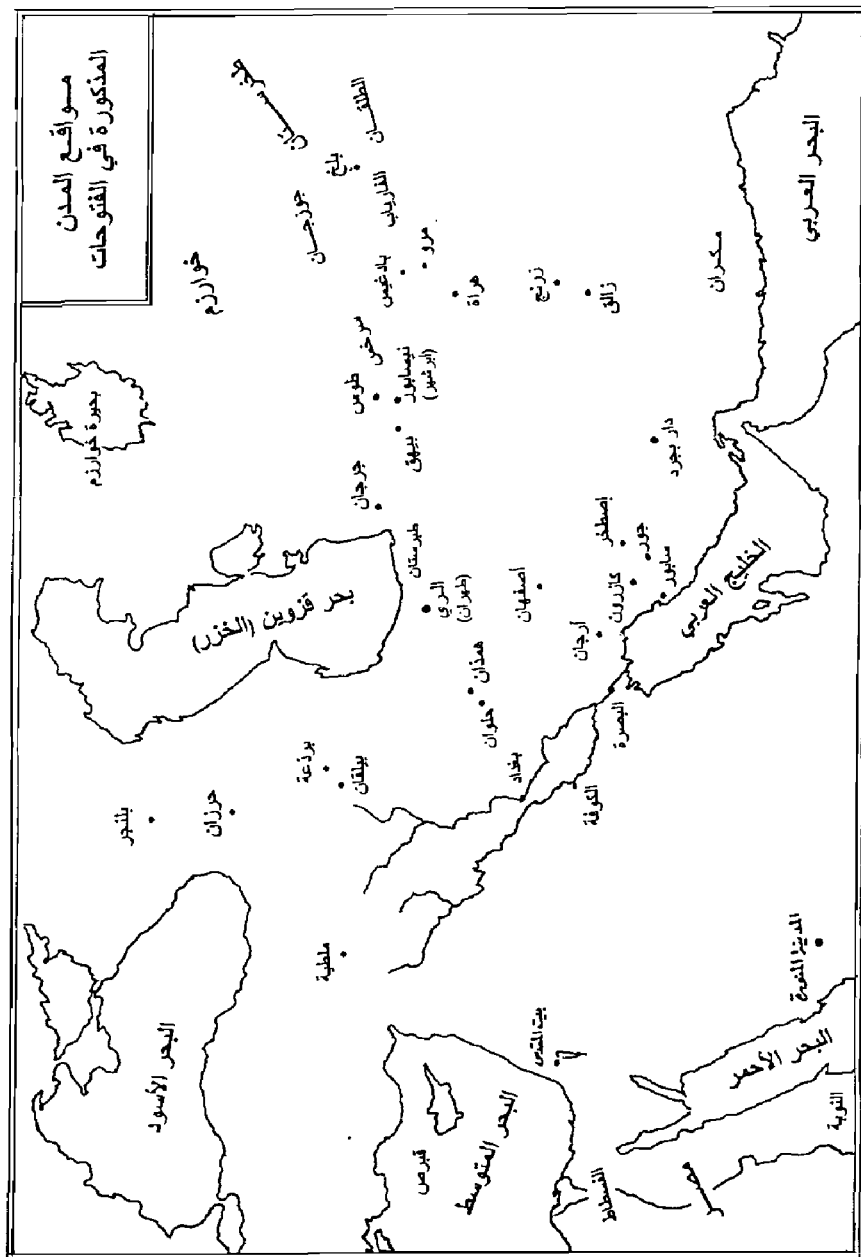 مواقع المدن
المذكورة في الفتوحات
بحيرة خوارزم
خوارزم
جوزجان
بلخ
الطالقان
الفارياب
باذغيس
مرو
هراة
زرنج
زالق
مكران
البحر العربي
سرخس
طوس
نيسابور
(أبرشهر)
بيهق
جرجان
طبرستان
بحر قزوين (الخزر)
الري
(طهران)
أصفهان
إصطخر
جور
دار بجرد
كازرون
سابور
أرجان
الخليج العربي
همذان
حلوان
بغداد
البصرة
الكوفة
برذعة
بيلقان
حرزان
بلنجر
ملطية
البحر الأسود
قبرص
البحر المتوسط
بيت المقدس
المدينة المنورة
البحر الأحمر
النوبة
مصر
الفسطاط